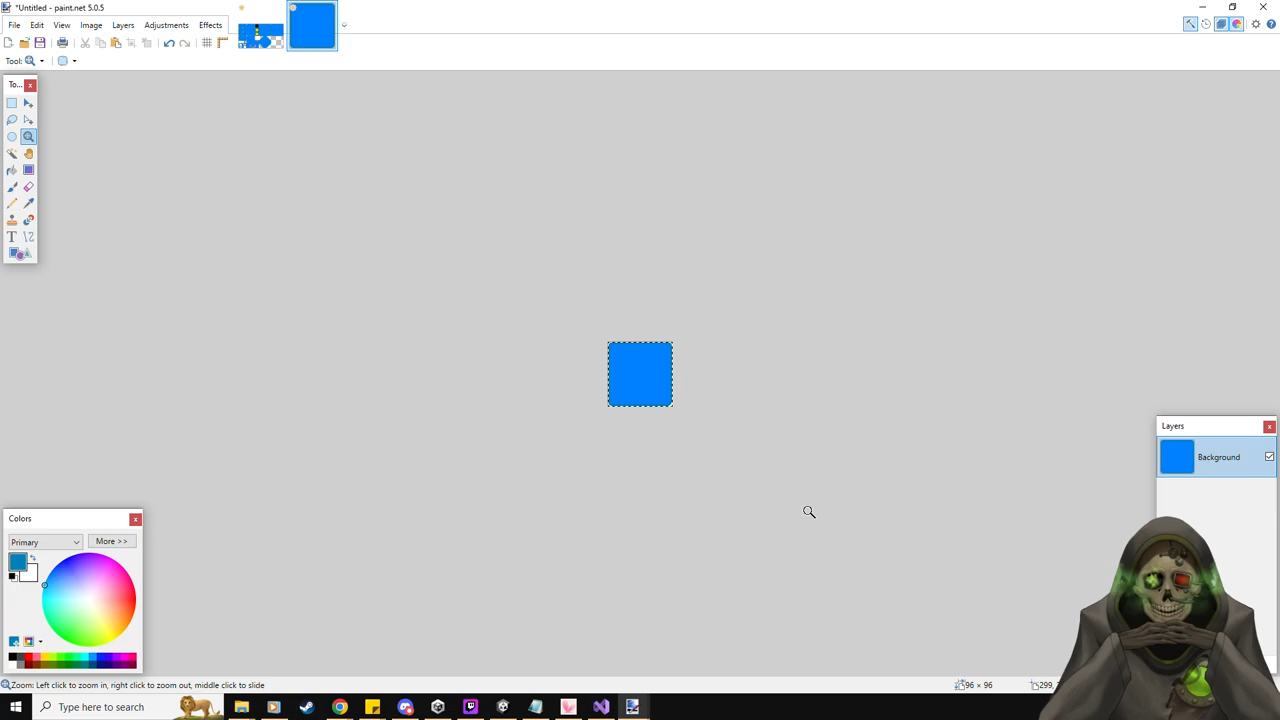 *Untitled - paint.net 5.0.5
File Edit View Image Layers Adjustments Effects
Tool:
To...
Layers
Background
Colors
Primary
More >>
Zoom: Left click to zoom in, right click to zoom out, middle click to slide
96 × 96
299,
Type here to search